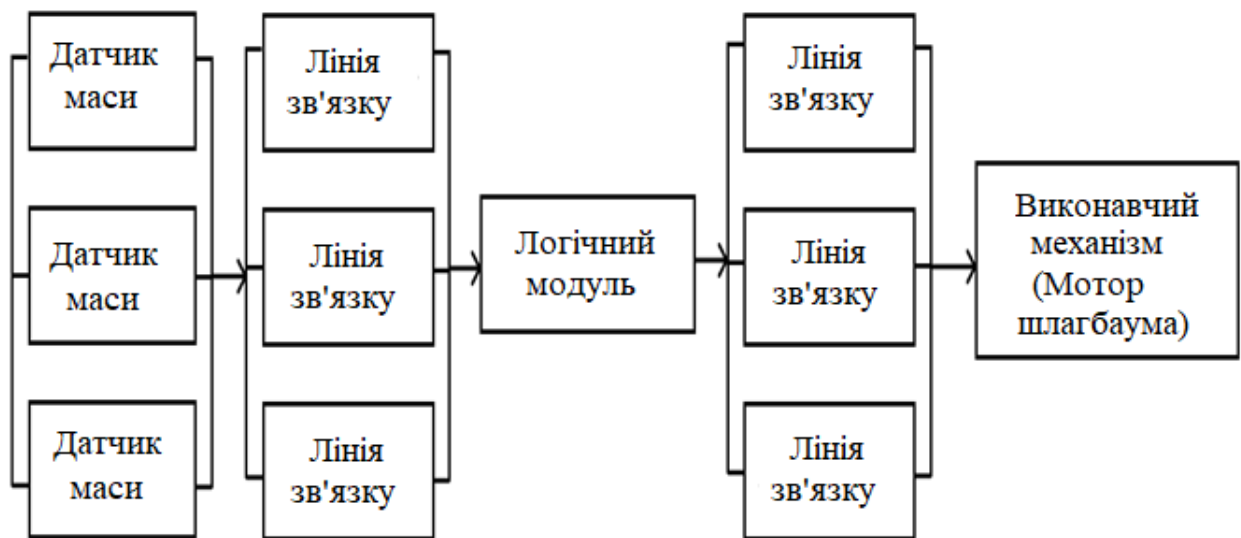 Датчик
маси
Лінія
зв'язку
Лінія
зв'язку
Датчик
маси
Лінія
зв'язку
Логічний
модуль
Лінія
зв'язку
Виконавчий
механізм
(Мотор
шлагбаума)
Датчик
маси
Лінія
зв'язку
Лінія
зв'язку